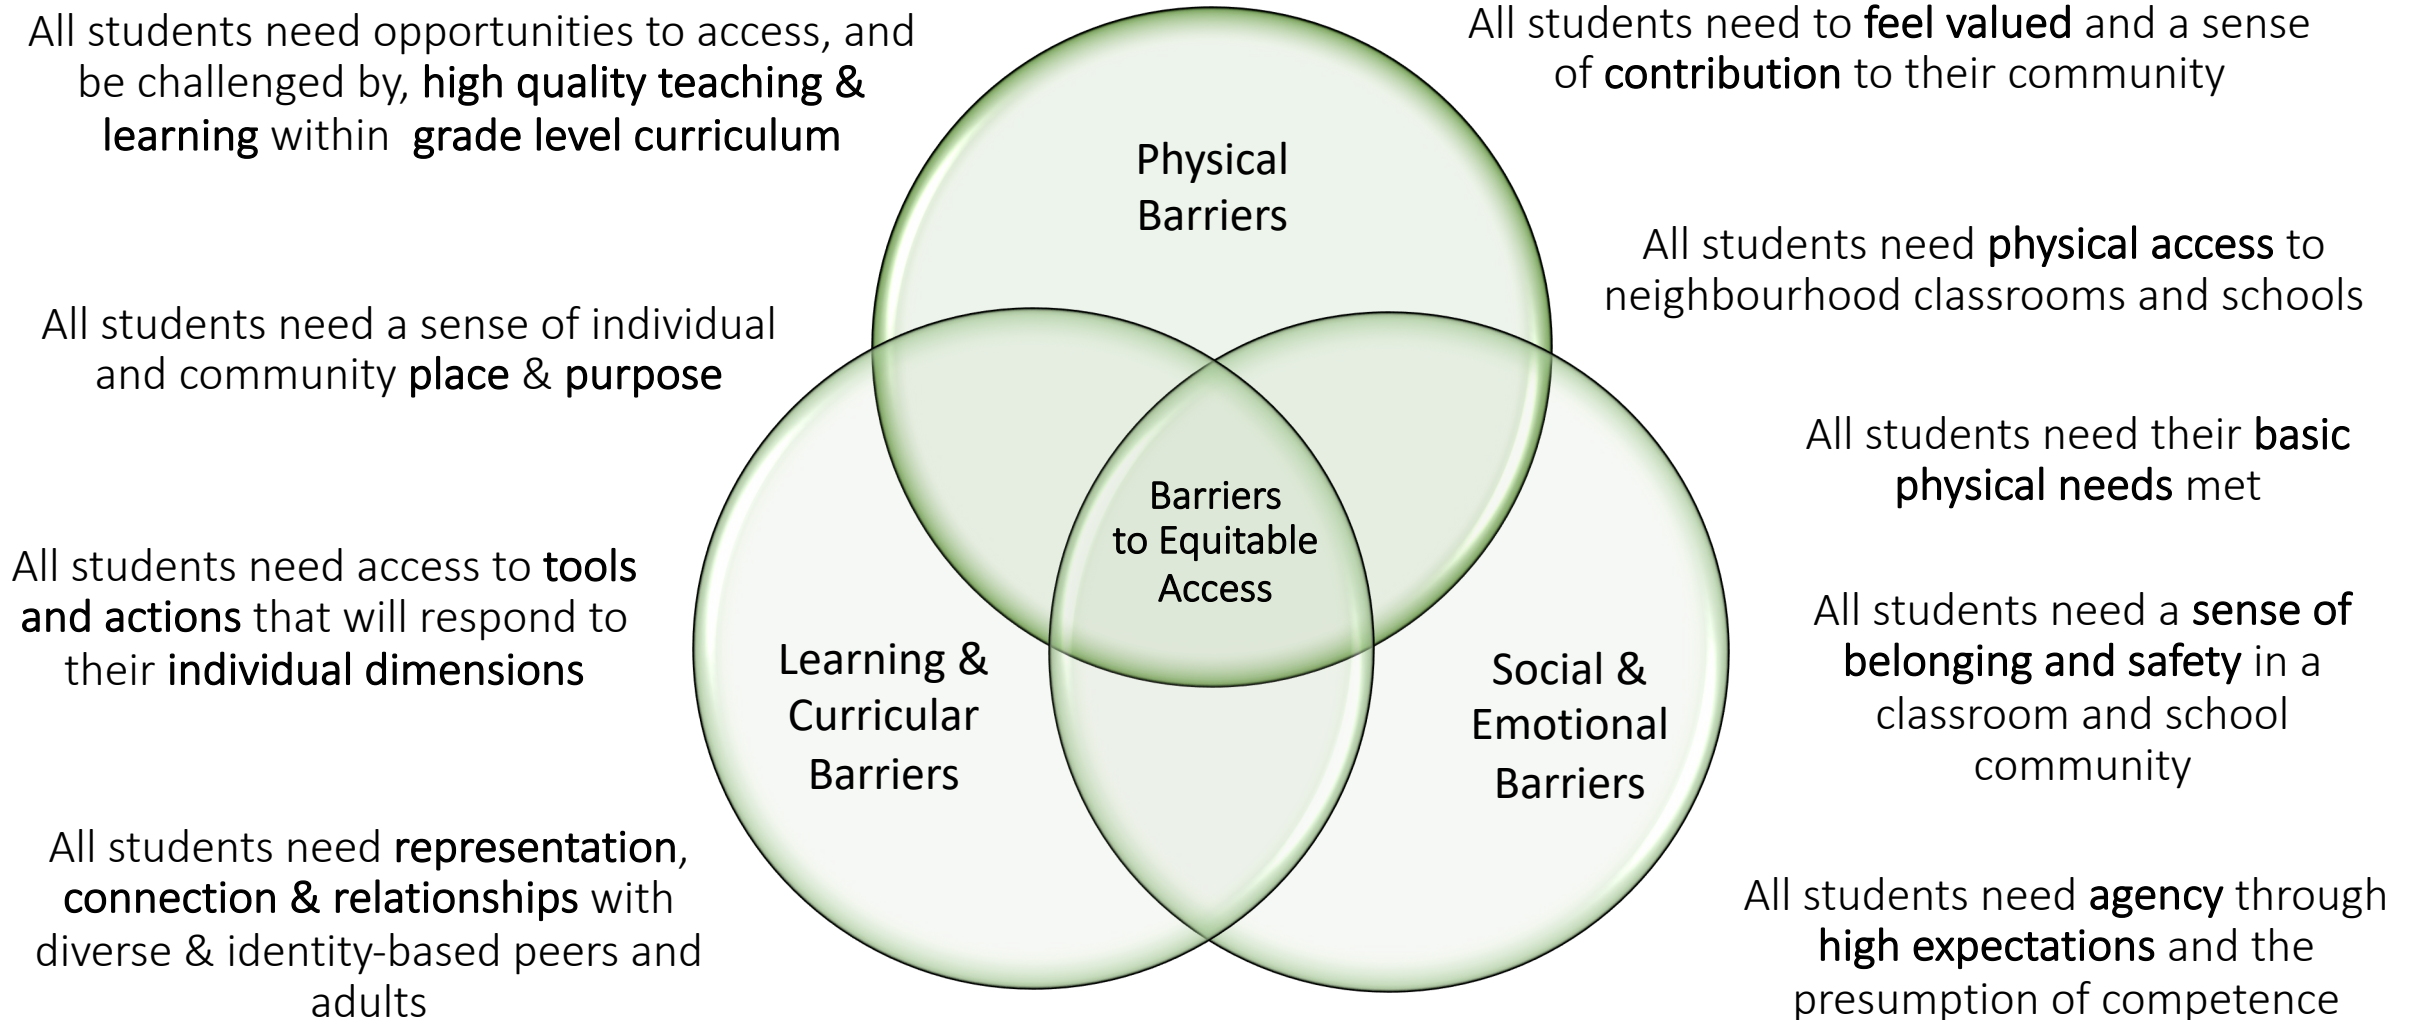 All students need opportunities to access, and
be challenged by, high quality teaching &
learning within  grade level curriculum
All students need a sense of individual
and community place & purpose
All students need access to tools
and actions that will respond to
their individual dimensions
All students need representation,
connection & relationships with
diverse & identity-based peers and
adults
Physical
Barriers
Barriers
to Equitable
Access
Learning &
Curricular
Barriers
Social &
Emotional
Barriers
All students need to feel valued and a sense
of contribution to their community
All students need physical access to
neighbourhood classrooms and schools
All students need their basic
physical needs met
All students need a sense of
belonging and safety in a
classroom and school
community
All students need agency through
high expectations and the
presumption of competence